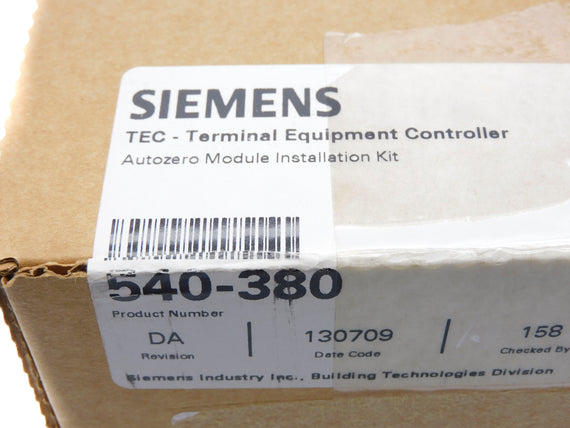 SIEMENS
TEC - Terminal Equipment Controller
Autozero Module Installation Kit
540-380
Product Number
DA 130709 158
Revision Date Code Checked By
Siemens Industry Inc., Building Technologies Division